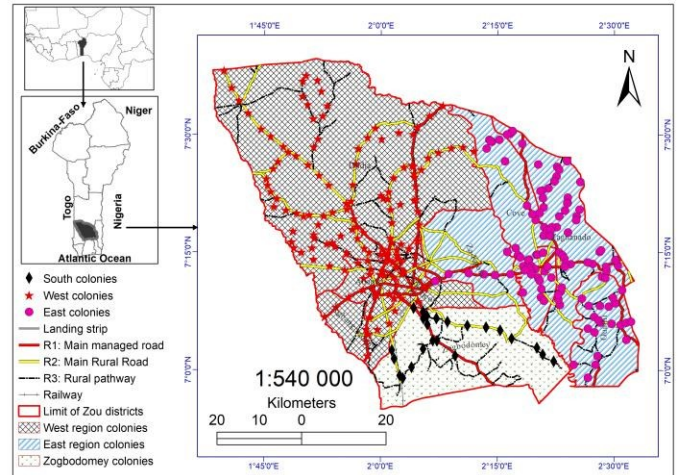 1°45'0"E 2°0'0"E 2°15'0"E 2°30'0"E
N
Niger
Burkina-Faso
Togo
Nigeria
Atlantic Ocean
7°30'0"N 7°30'0"N
7°15'0"N 7°15'0"N
7°0'0"N 7°0'0"N
Cove
South colonies
West colonies
East colonies
Landing strip
R1: Main managed road
R2: Main Rural Road
R3: Rural pathway
Railway
Limit of Zou districts
West region colonies
East region colonies
Zogbodomey colonies
1:540 000
Kilometers
20 10 0 20
1°45'0"E 2°0'0"E 2°15'0"E 2°30'0"E